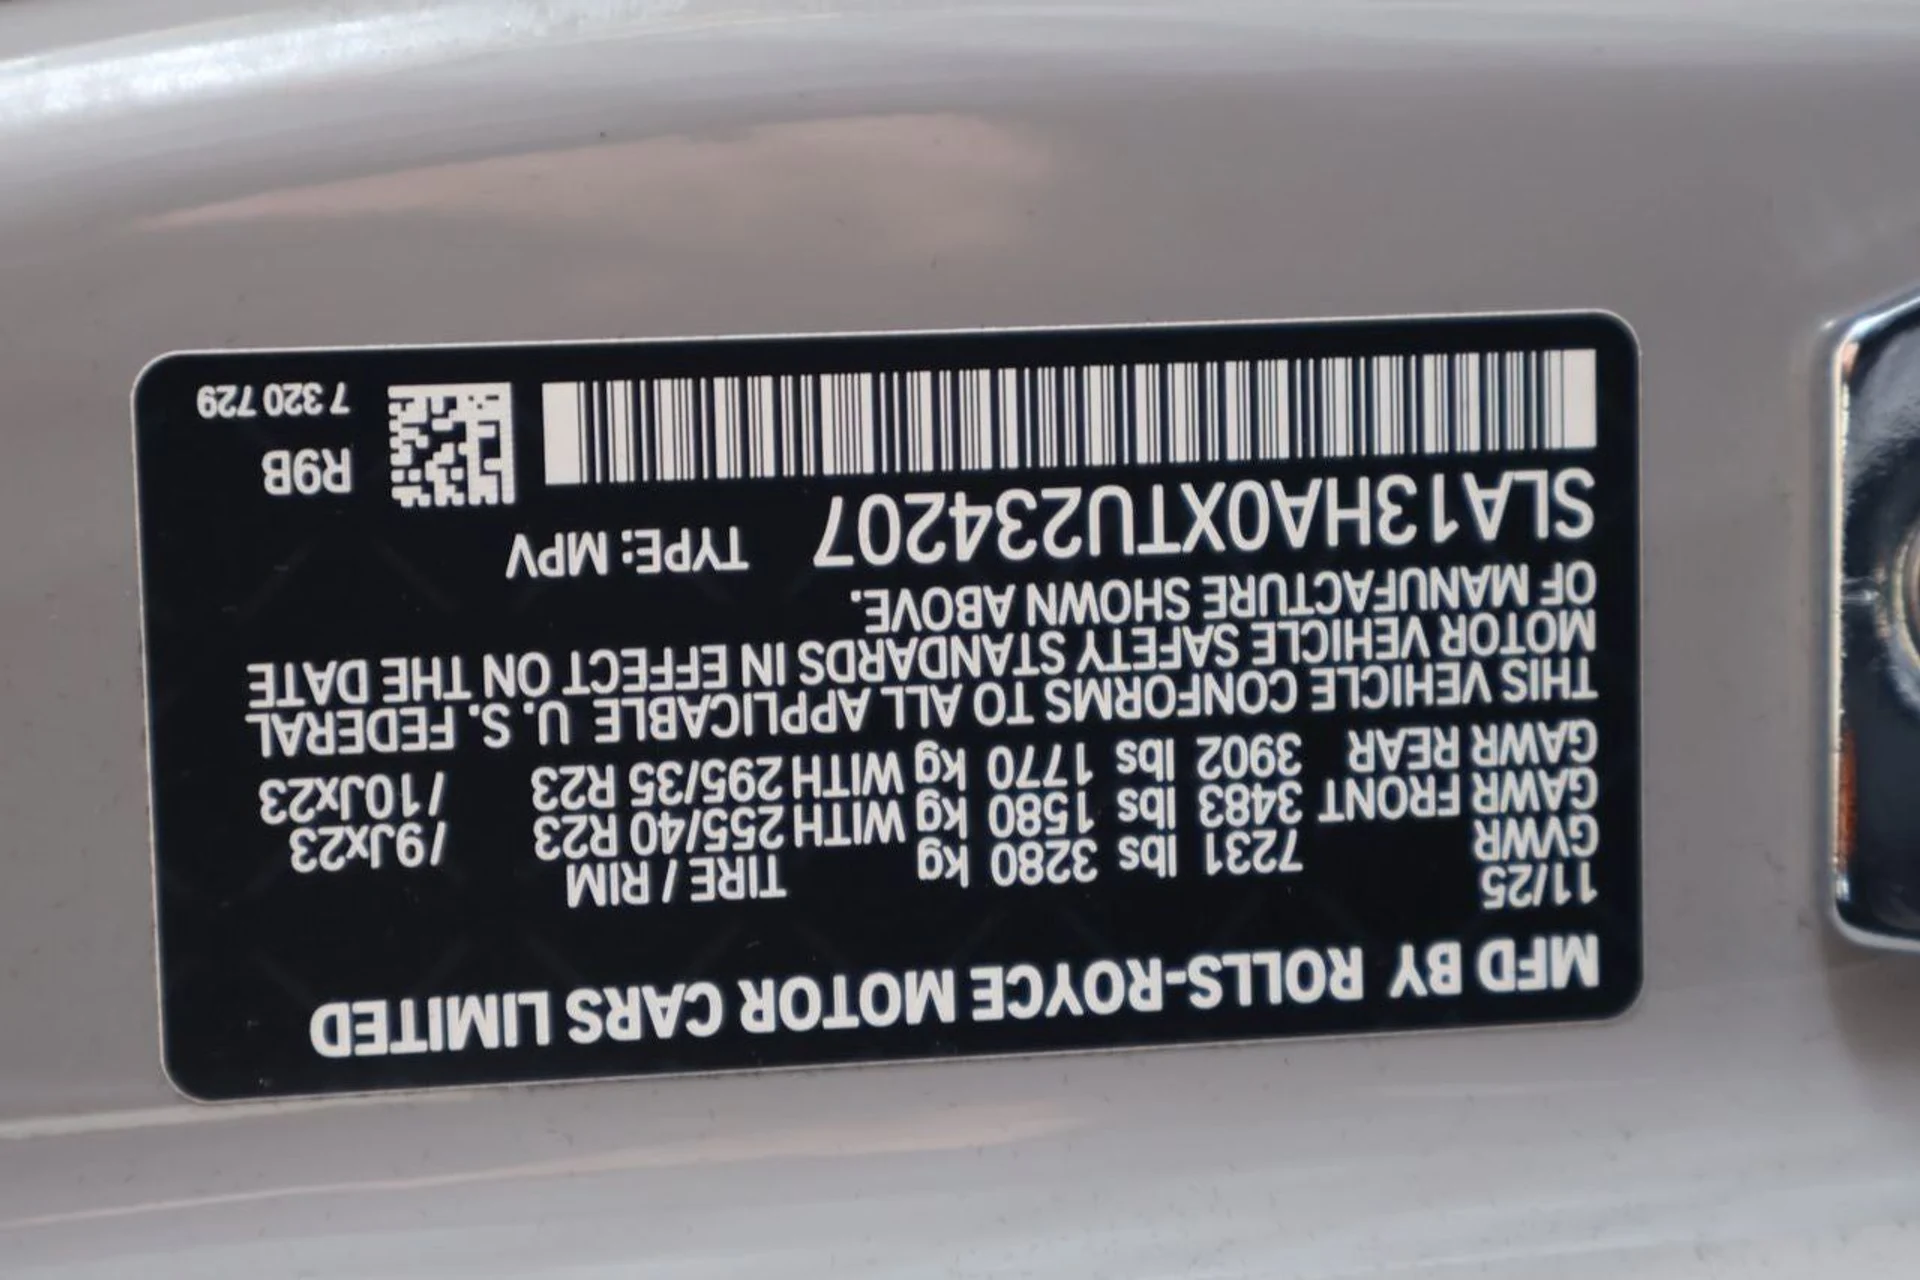 MFD BY ROLLS-ROYCE MOTOR CARS LIMITED
11/25 TIRE / RIM
GVWR 7231 lbs 3280 kg
GAWR FRONT 3483 lbs 1580 kg WITH 255/40 R23 /9Jx23
GAWR REAR 3902 lbs 1770 kg WITH 295/35 R23 /10Jx23
THIS VEHICLE CONFORMS TO ALL APPLICABLE U.S. FEDERAL
MOTOR VEHICLE SAFETY STANDARDS IN EFFECT ON THE DATE
OF MANUFACTURE SHOWN ABOVE.
SLA13HA0XTU234207 TYPE: MPV
R9B
7 320 729